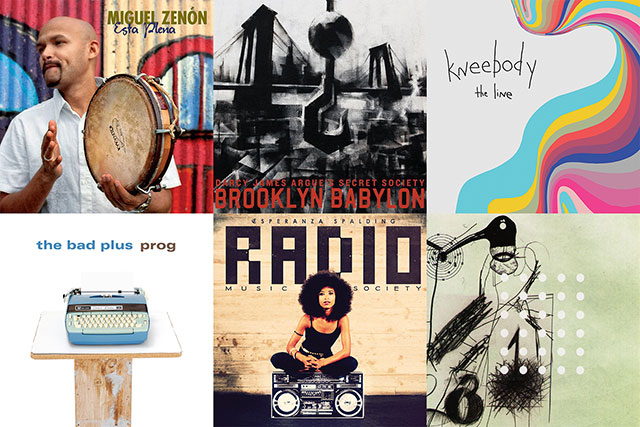 MIGUEL ZENÓN
Esta Plena
DARCY JAMES ARGUE'S SECRET SOCIETY
BROOKLYN BABYLON
kneebody
the line
the bad plus prog
ESPERANZA SPALDING
RADIO
MUSIC SOCIETY